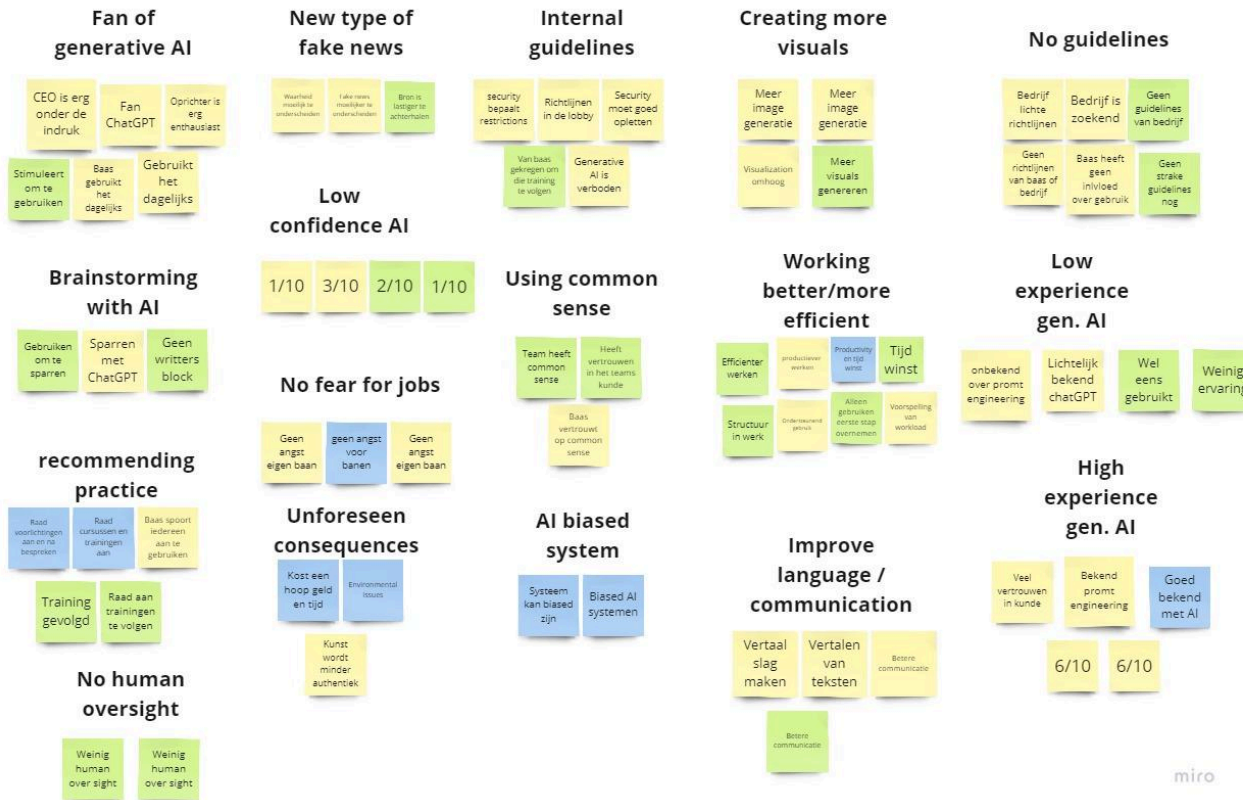 Fan of
generative AI
CEO is erg
onder de
indruk
Fan
ChatGPT
Oprichter is
erg
enthausiast
Stimuleert
om te
gebruiken
Baas
gebruikt
het
dagelijks
Gebruikt
het
dagelijks
New type of
fake news
Waarheid
moeilijk te
onderscheiden
Fake news
moeilijker te
onderscheiden
Bron is
lastiger te
achterhalen
Internal
guidelines
security
bepaalt
restrictions
Richtlijnen
in de lobby
Security
moet goed
opletten
Van baas
gekregen om
die training
te volgen
Generative
AI is
verboden
Creating more
visuals
Meer
image
generatie
Meer
image
generatie
Visualization
omhoog
Meer
visuals
genereren
No guidelines
Bedrijf
lichte
richtlijnen
Bedrijf is
zoekend
Geen
guidelines
van bedrijf
Geen
richtlijnen
van baas of
bedrijf
Baas heeft
geen
inlvloed
over gebruik
Geen
strake
guidelines
nog
Low
confidence AI
1/10
3/10
2/10
1/10
Brainstorming
with AI
Gebruiken
om te
sparren
Sparren
met
ChatGPT
Geen
writters
block
Using common
sense
Team heeft
common
sense
Heeft
vertrouwen
in het teams
kunde
Baas
vertrouwt
op common
sense
Working
better/more
efficient
Efficienter
werken
productiever
werken
Productivity
en tijd
winst
Tijd
winst
Structuur
in werk
Ondersteunend
gebruik
Alleen
gebruiken
eerste stap
overnemen
Voorspelling
van
workload
Low
experience
gen. AI
onbekend
over promt
engineering
Lichtelijk
bekend
chatGPT
Wel
eens
gebruikt
Weinig
ervaring
No fear for jobs
Geen
angst
eigen baan
geen angst
voor
banen
Geen
angst
eigen baan
recommending
practice
Raad
voorlichtingen
aan en na
bespreken
Raad
cursussen en
trainingen
aan
Baas spoort
iedereen
aan te
gebruiken
Training
gevolgd
Raad aan
trainingen
te volgen
Unforeseen
consequences
Kost een
hoop geld
en tijd
Environmental
issues
Kunst
wordt
minder
authentiek
AI biased
system
Systeem
kan biased
zijn
Biased AI
systemen
Improve
language /
communication
Vertaal
slag
maken
Vertalen
van
teksten
Betere
communicatie
Betere
communicatie
High
experience
gen. AI
Veel
vertrouwen
in kunde
Bekend
promt
engineering
Goed
bekend
met AI
6/10
6/10
No human
oversight
Weinig
human
over sight
Weinig
human
over sight
miro